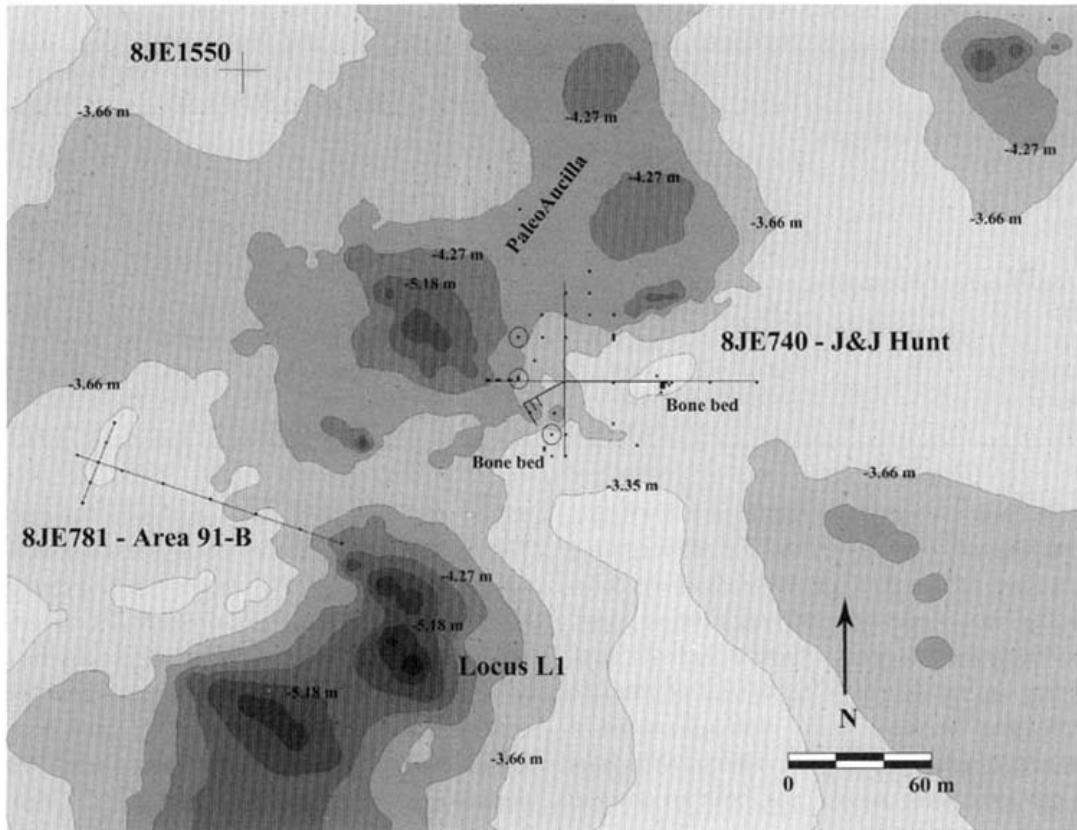 8JE1550
-3.66 m
-4.27 m
-4.27 m
PaleoAucilla
-4.27 m
-3.66 m
-3.66 m
-4.27 m
-5.18 m
8JE740 - J&J Hunt
-3.66 m
Bone bed
Bone bed
-3.35 m
-3.66 m
8JE781 - Area 91-B
-4.27 m
-5.18 m
Locus L1
-5.18 m
-3.66 m
N
0 60 m